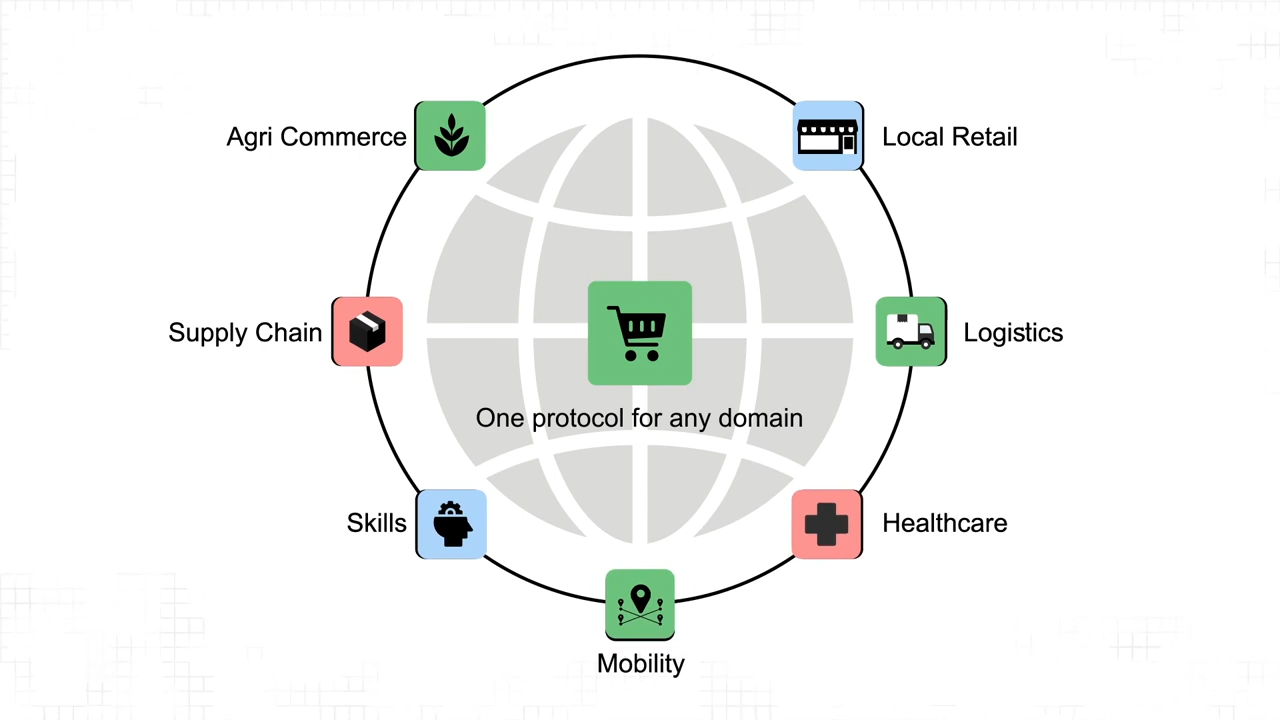 Agri Commerce
Local Retail
Supply Chain
Logistics
One protocol for any domain
Skills
Healthcare
Mobility